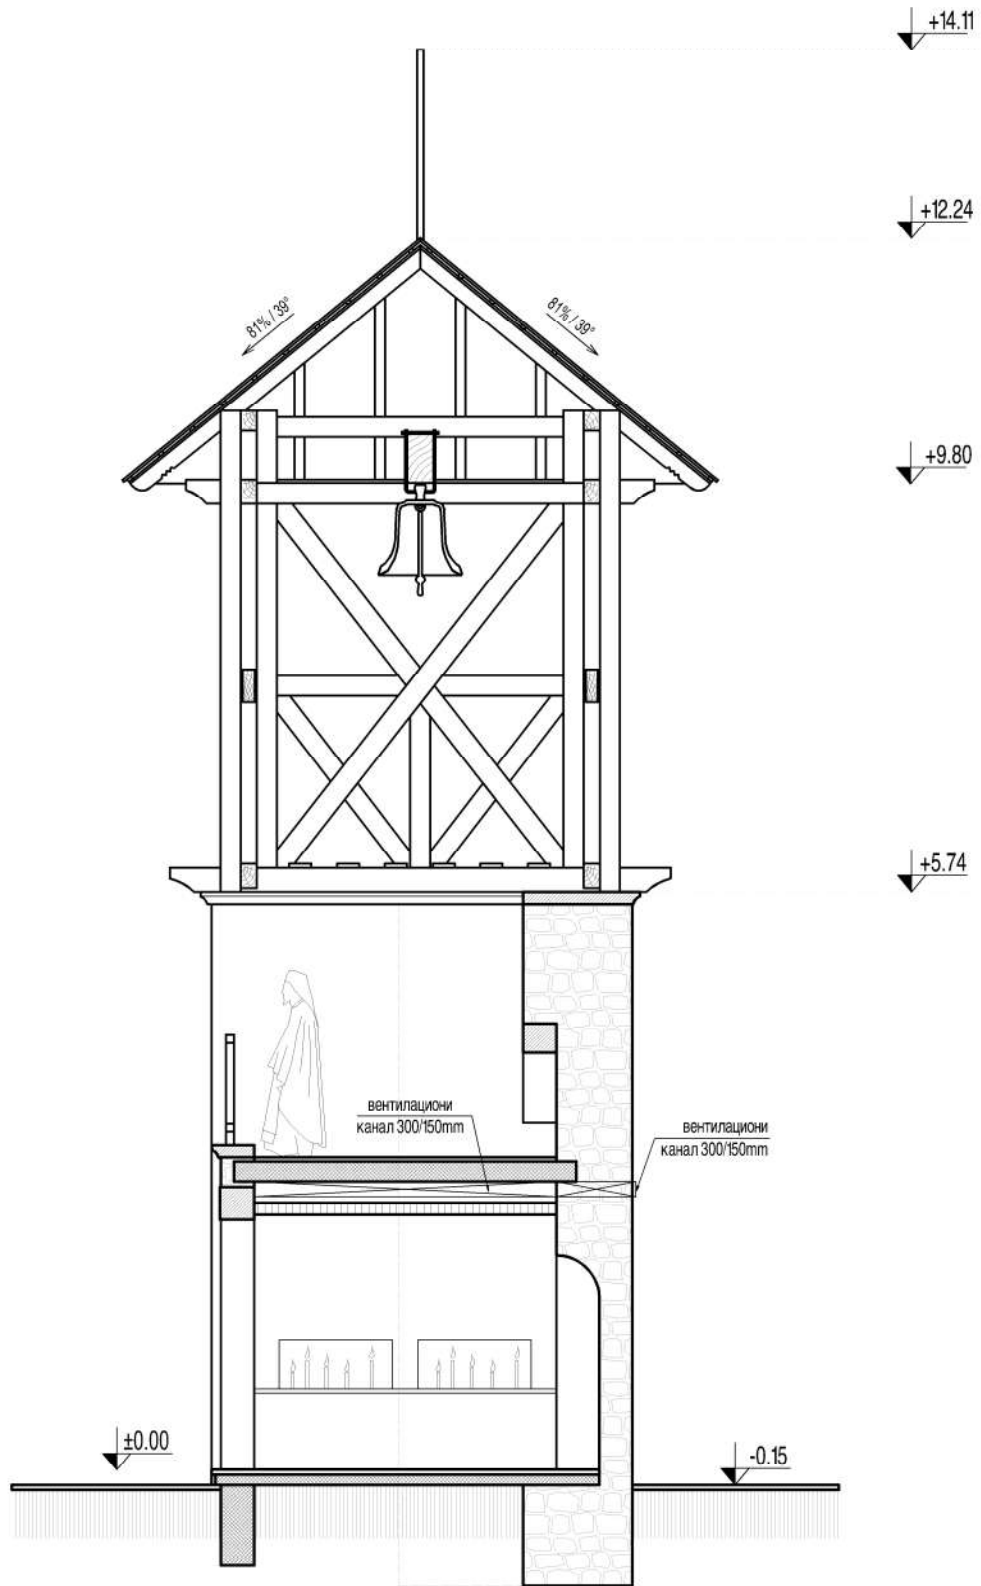 +14.11
+12.24
81% / 39°
81% / 39°
+9.80
+5.74
вентилациони
канал 300/150mm
вентилациони
канал 300/150mm
±0.00
-0.15